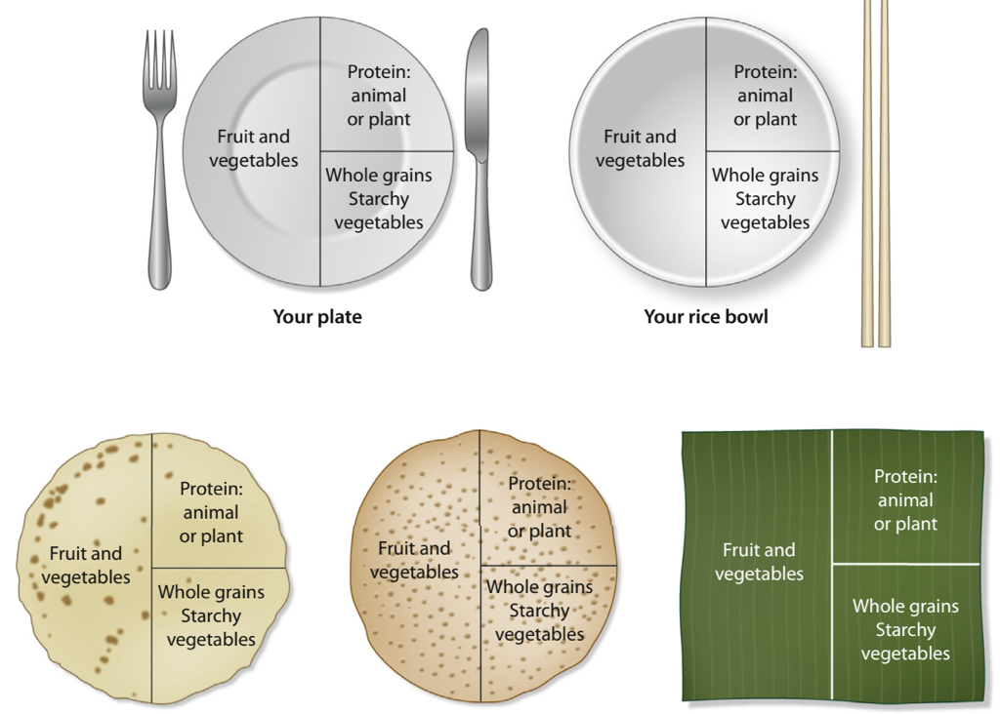 Fruit and
vegetables
Protein:
animal
or plant
Whole grains
Starchy
vegetables
Your plate
Fruit and
vegetables
Protein:
animal
or plant
Whole grains
Starchy
vegetables
Your rice bowl
Fruit and
vegetables
Protein:
animal
or plant
Whole grains
Starchy
vegetables
Fruit and
vegetables
Protein:
animal
or plant
Whole grains
Starchy
vegetables
Fruit and
vegetables
Protein:
animal
or plant
Whole grains
Starchy
vegetables